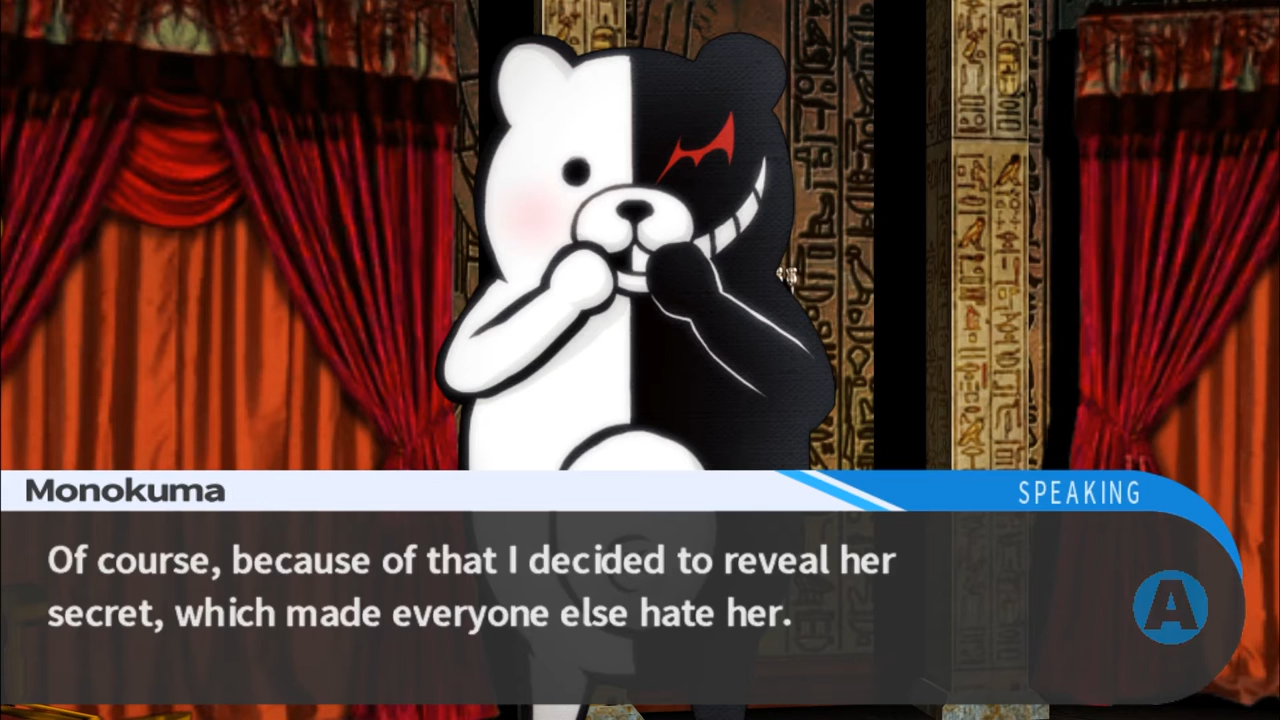 Monokuma
SPEAKING
Of course, because of that I decided to reveal her
secret, which made everyone else hate her.
A